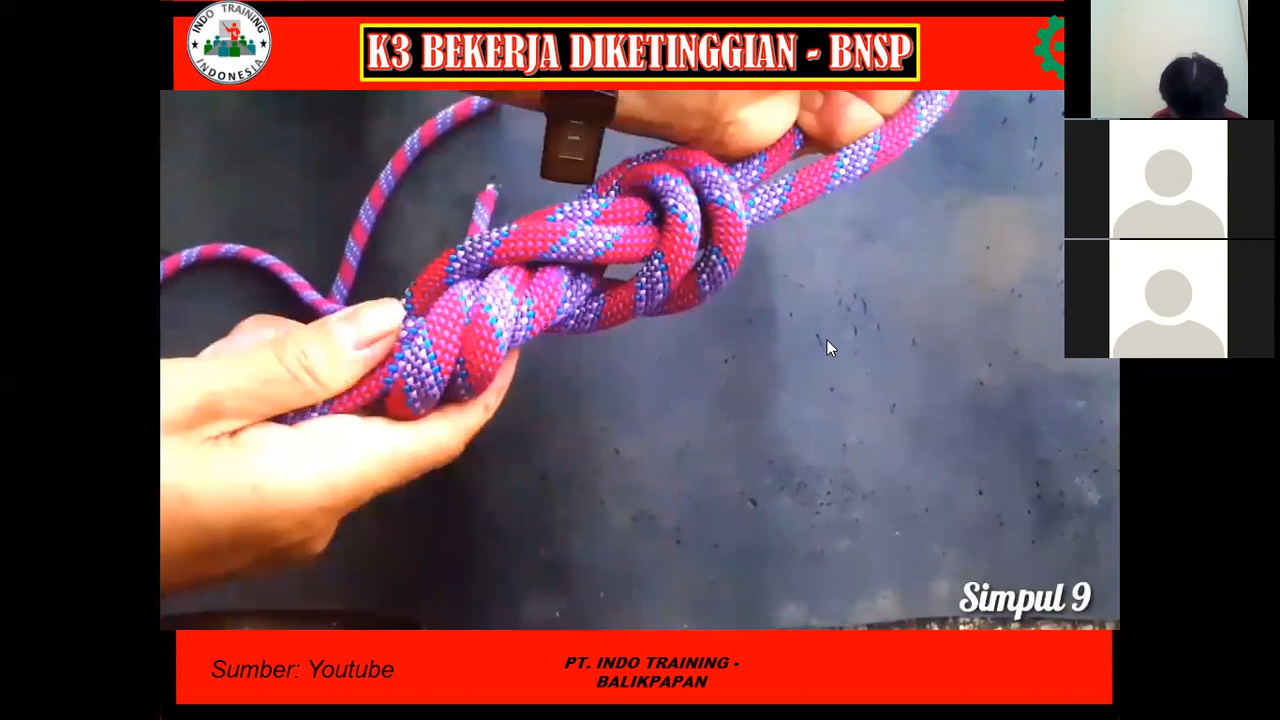 INDO TRAINING
INDONESIA
K3 BEKERJA DIKETINGGIAN - BNSP
Simpul 9
Sumber: Youtube
PT. INDO TRAINING -
BALIKPAPAN